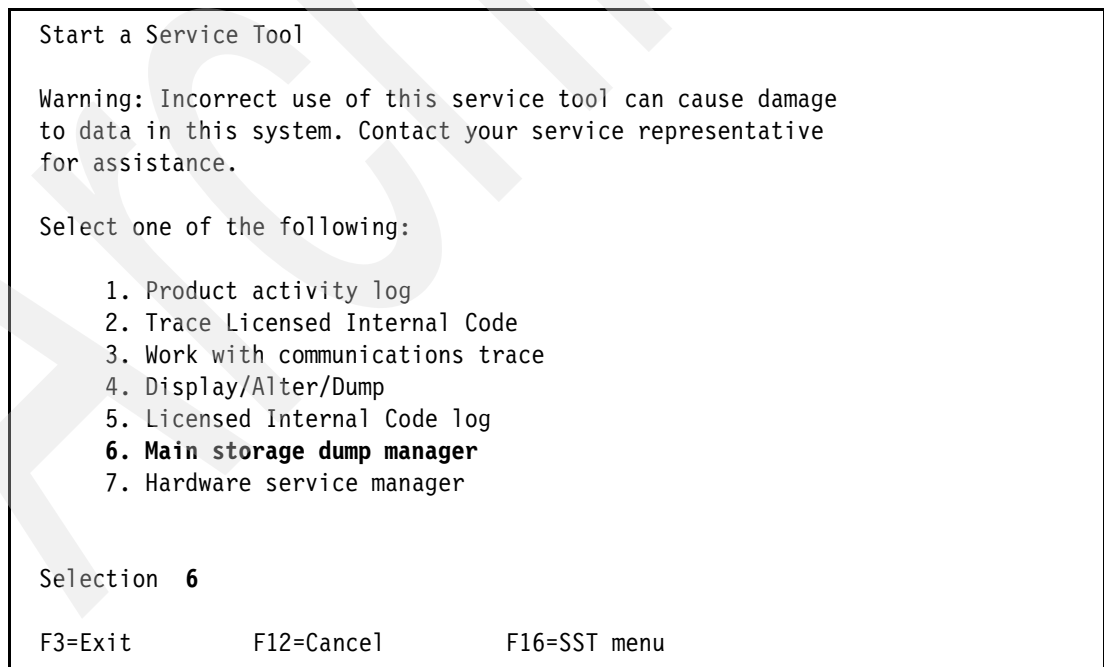 Start a Service Tool
Warning: Incorrect use of this service tool can cause damage
to data in this system. Contact your service representative
for assistance.
Select one of the following:
1. Product activity log
2. Trace Licensed Internal Code
3. Work with communications trace
4. Display/Alter/Dump
5. Licensed Internal Code log
6. Main storage dump manager
7. Hardware service manager
Selection 6
F3=Exit F12=Cancel F16=SST menu